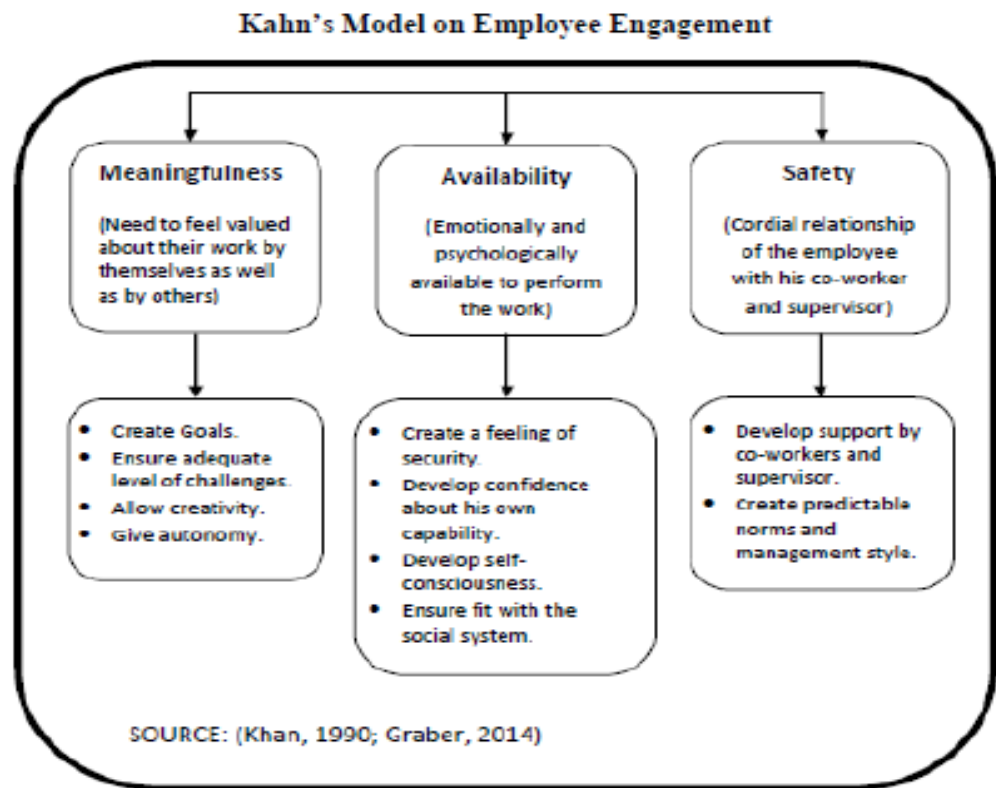 Kahn's Model on Employee Engagement
Meaningfulness
(Need to feel valued
about their work by
themselves as well
as by others)
Availability
(Emotionally and
psychologically
available to perform
the work)
Safety
(Cordial relationship
of the employee
with his co-worker
and supervisor)
• Create Goals.
• Ensure adequate
level of challenges.
• Allow creativity.
• Give autonomy.
• Create a feeling of
security.
• Develop confidence
about his own
capability.
• Develop self-
consciousness.
• Ensure fit with the
social system.
• Develop support by
co-workers and
supervisor.
• Create predictable
norms and
management style.
SOURCE: (Khan, 1990; Graber, 2014)